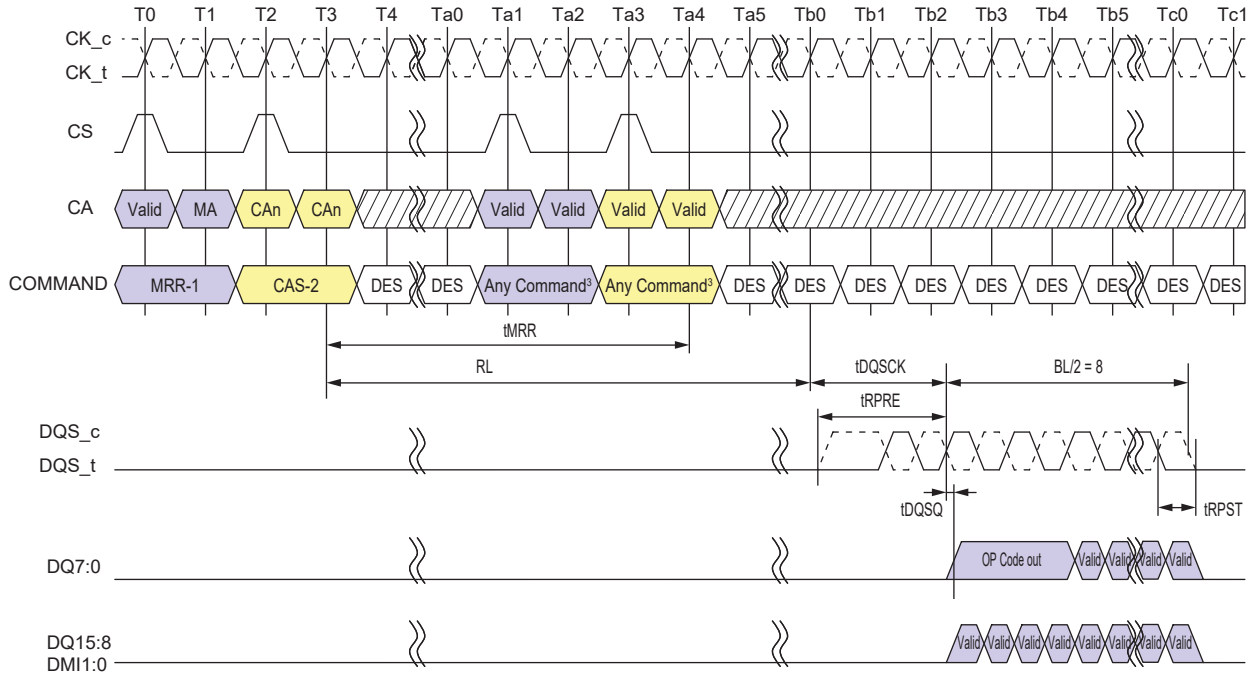 T0 T1 T2 T3 T4 Ta0 Ta1 Ta2 Ta3 Ta4 Ta5 Tb0 Tb1 Tb2 Tb3 Tb4 Tb5 Tc0 Tc1
CK_c
CK_t
CS
CA Valid MA CAn CAn Valid Valid Valid Valid
COMMAND MRR-1 CAS-2 DES DES Any Command³ Any Command³ DES DES DES DES DES DES DES DES DES
tMRR
RL tDQSCK BL/2 = 8
tRPRE
DQS_c
DQS_t
tDQSQ tRPST
DQ7:0 OP Code out Valid Valid Valid Valid
DQ15:8 Valid Valid Valid Valid Valid Valid Valid Valid
DMI1:0